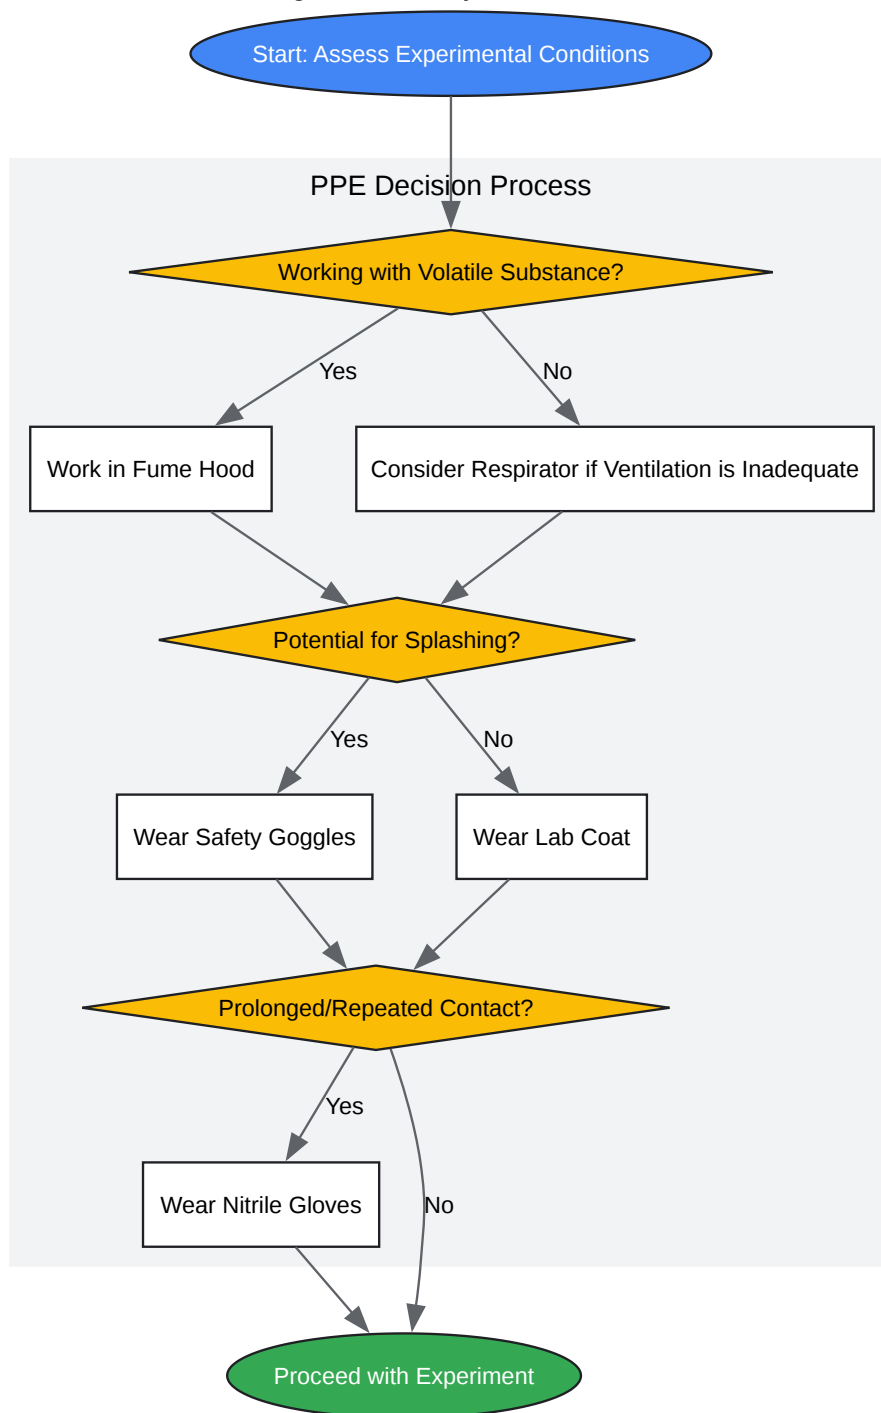 Start: Assess Experimental Conditions
PPE Decision Process
Working with Volatile Substance?
Yes
No
Work in Fume Hood
Consider Respirator if Ventilation is Inadequate
Potential for Splashing?
Yes
No
Wear Safety Goggles
Wear Lab Coat
Prolonged/Repeated Contact?
Yes
Wear Nitrile Gloves
No
Proceed with Experiment